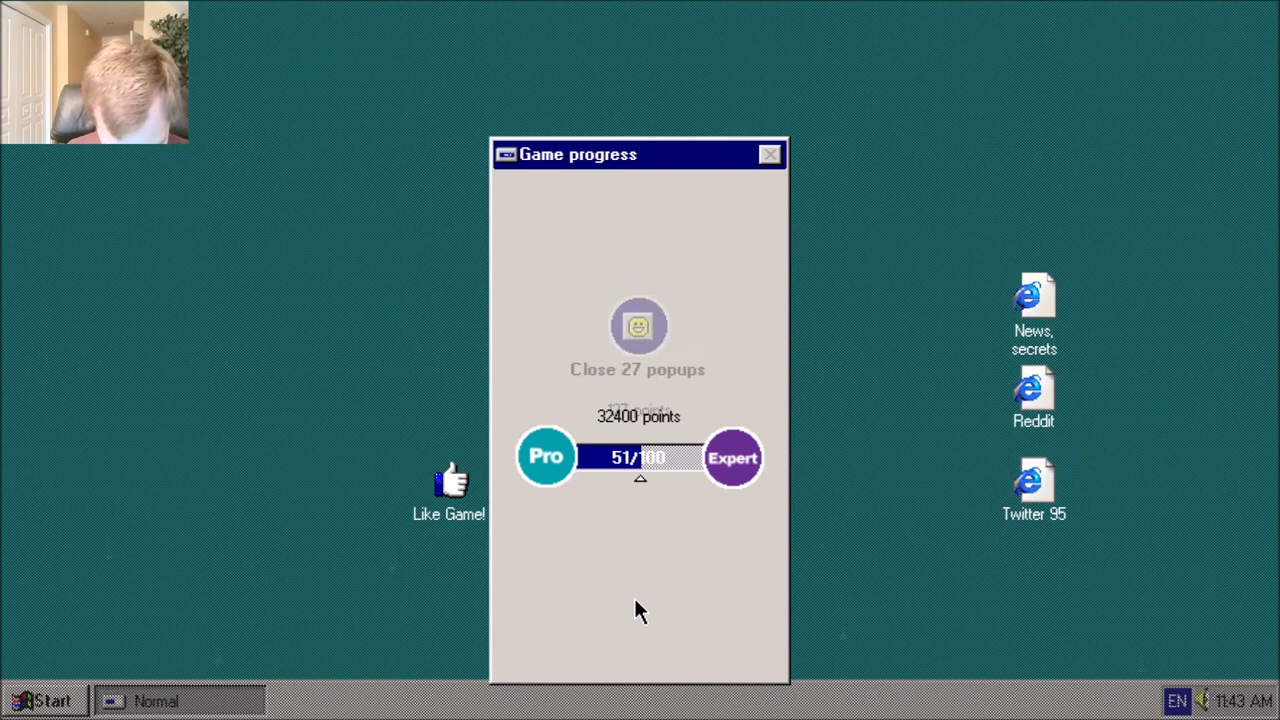 Game progress
Close 27 popups
32400 points
Pro
51/100
Expert
Like Game!
News,
secrets
Reddit
Twitter 95
Start
Normal
EN
11:43 AM